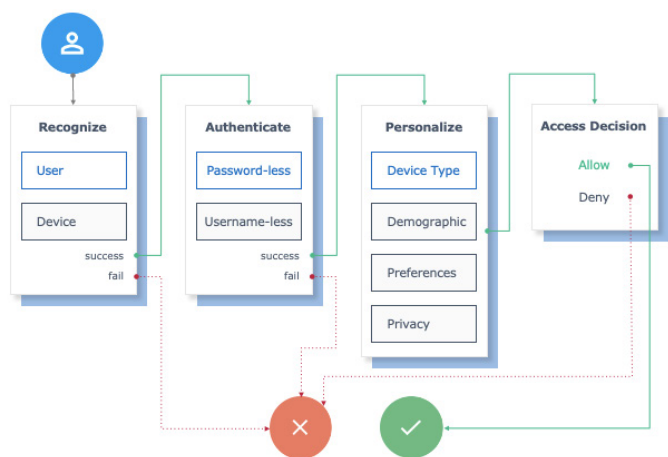 Recognize
User
Device
success
fail
Authenticate
Password-less
Username-less
success
fail
Personalize
Device Type
Demographic
Preferences
Privacy
Access Decision
Allow
Deny